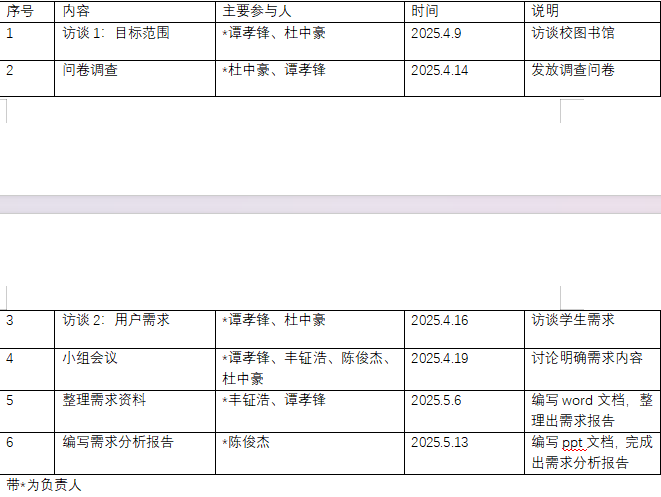 序号 内容 主要参与人 时间 说明
1 访谈1：目标范围 *谭孝锋、杜中豪 2025.4.9 访谈校图书馆
2 问卷调查 *杜中豪、谭孝锋 2025.4.14 发放调查问卷
3 访谈2：用户需求 *谭孝锋、杜中豪 2025.4.16 访谈学生需求
4 小组会议 *谭孝锋、丰钲浩、陈俊杰、 2025.4.19 讨论明确需求内容
杜中豪
5 整理需求资料 *丰钲浩、谭孝锋 2025.5.6 编写word文档，整
理出需求报告
6 编写需求分析报告 *陈俊杰 2025.5.13 编写ppt文档,完成
出需求分析报告
带*为负责人